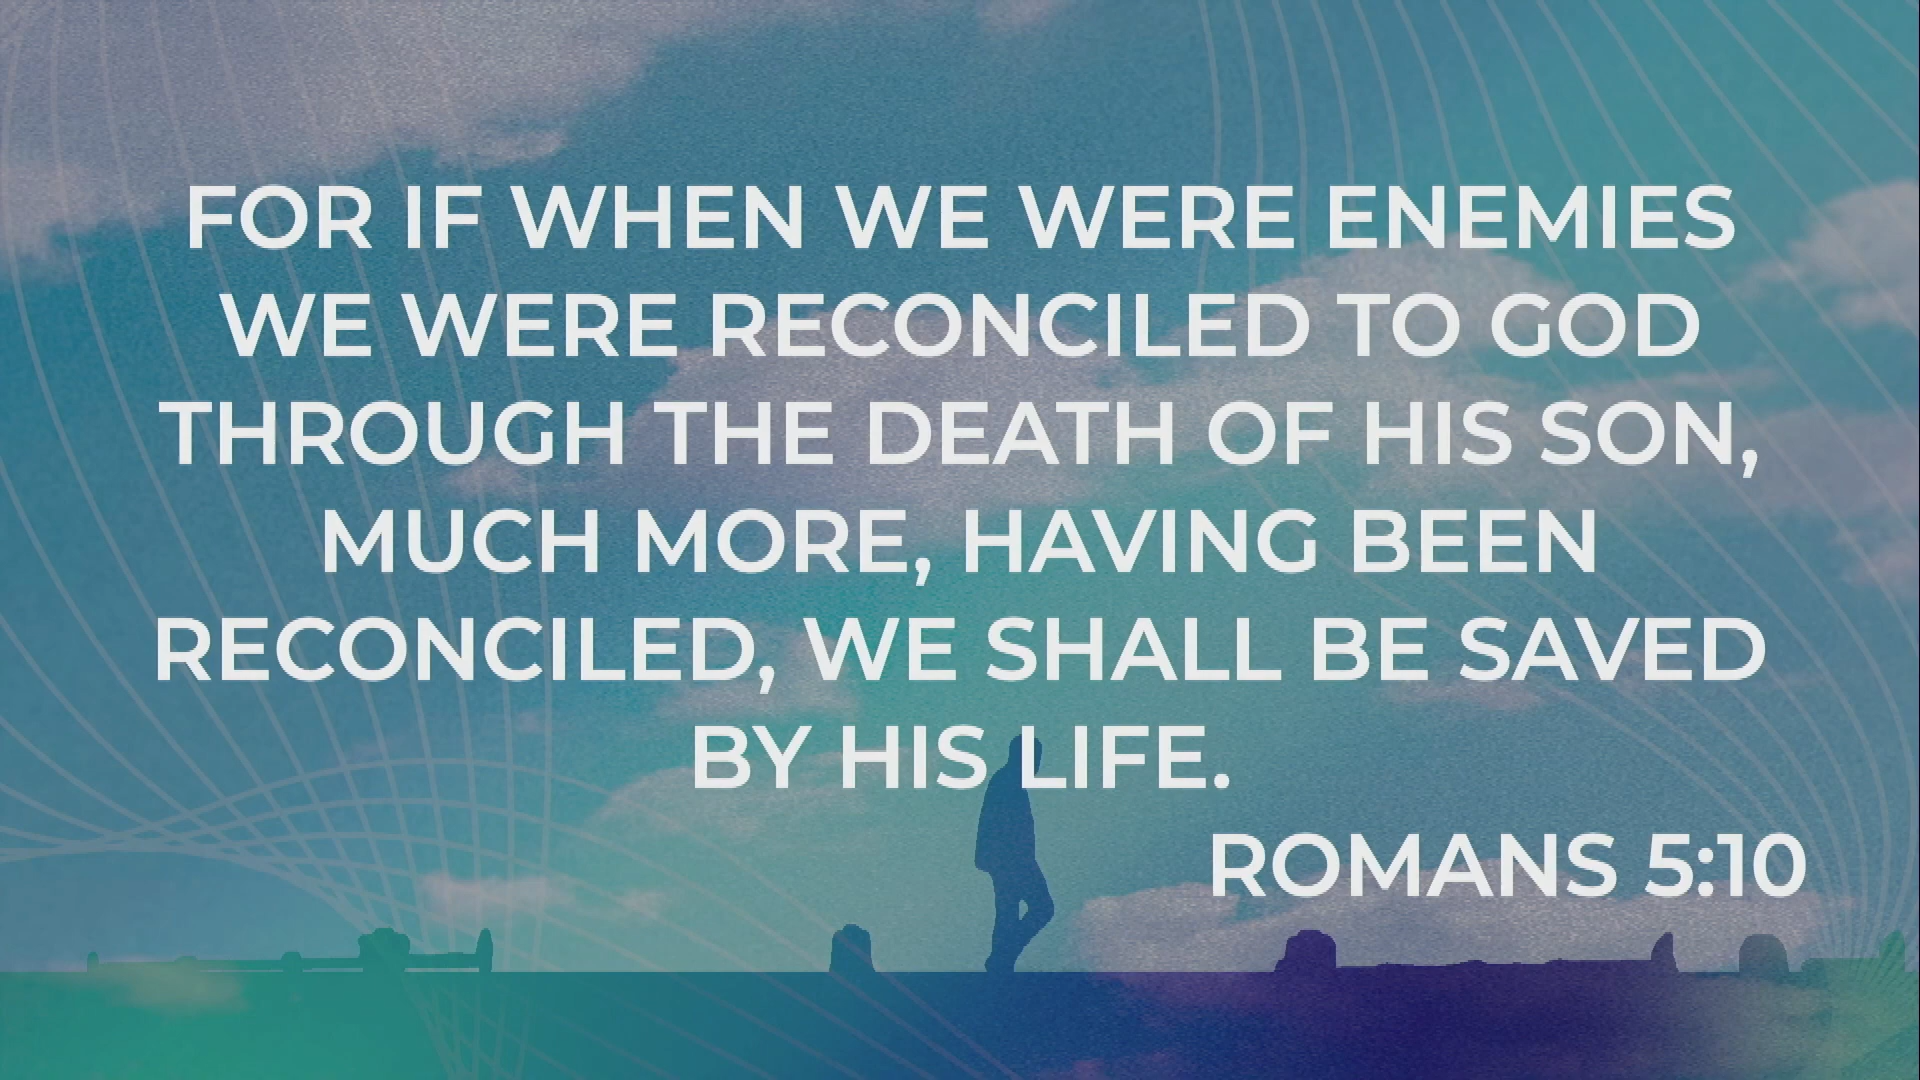 FOR IF WHEN WE WERE ENEMIES
WE WERE RECONCILED TO GOD
THROUGH THE DEATH OF HIS SON,
MUCH MORE, HAVING BEEN
RECONCILED, WE SHALL BE SAVED
BY HIS LIFE.
ROMANS 5:10